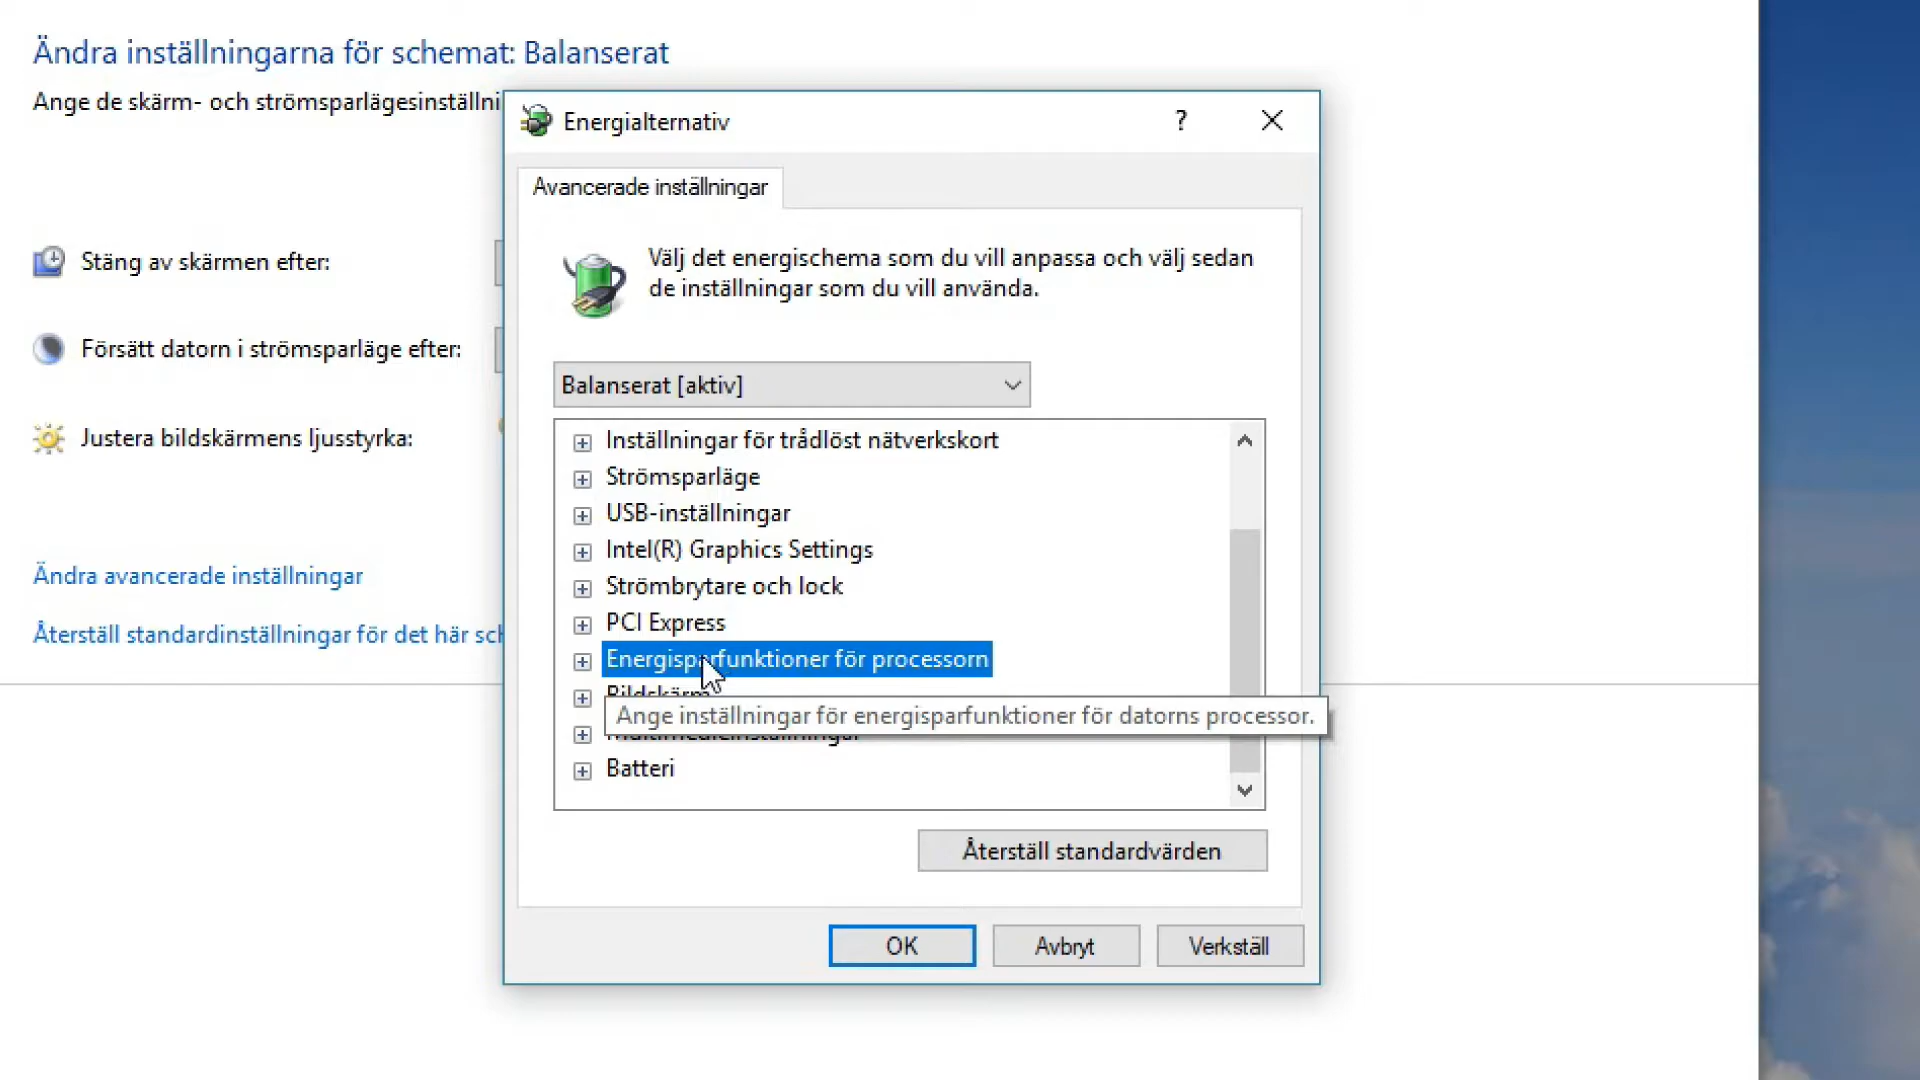 Ändra inställningarna för schemat: Balanserat
Ange de skärm- och strömsparlägesinställni
Energialternativ
?
Avancerade inställningar
Välj det energischema som du vill anpassa och välj sedan
de inställningar som du vill använda.
Stäng av skärmen efter:
Försätt datorn i strömsparläge efter:
Justera bildskärmens ljusstyrka:
Ändra avancerade inställningar
Återställ standardinställningar för det här sch
Balanserat [aktiv]
Inställningar för trådlöst nätverkskort
Strömsparläge
USB-inställningar
Intel(R) Graphics Settings
Strömbrytare och lock
PCI Express
Energisparfunktioner för processorn
Bildskärm
Ange inställningar för energisparfunktioner för datorns processor.
Multimedieinställningar
Batteri
Återställ standardvärden
OK
Avbryt
Verkställ